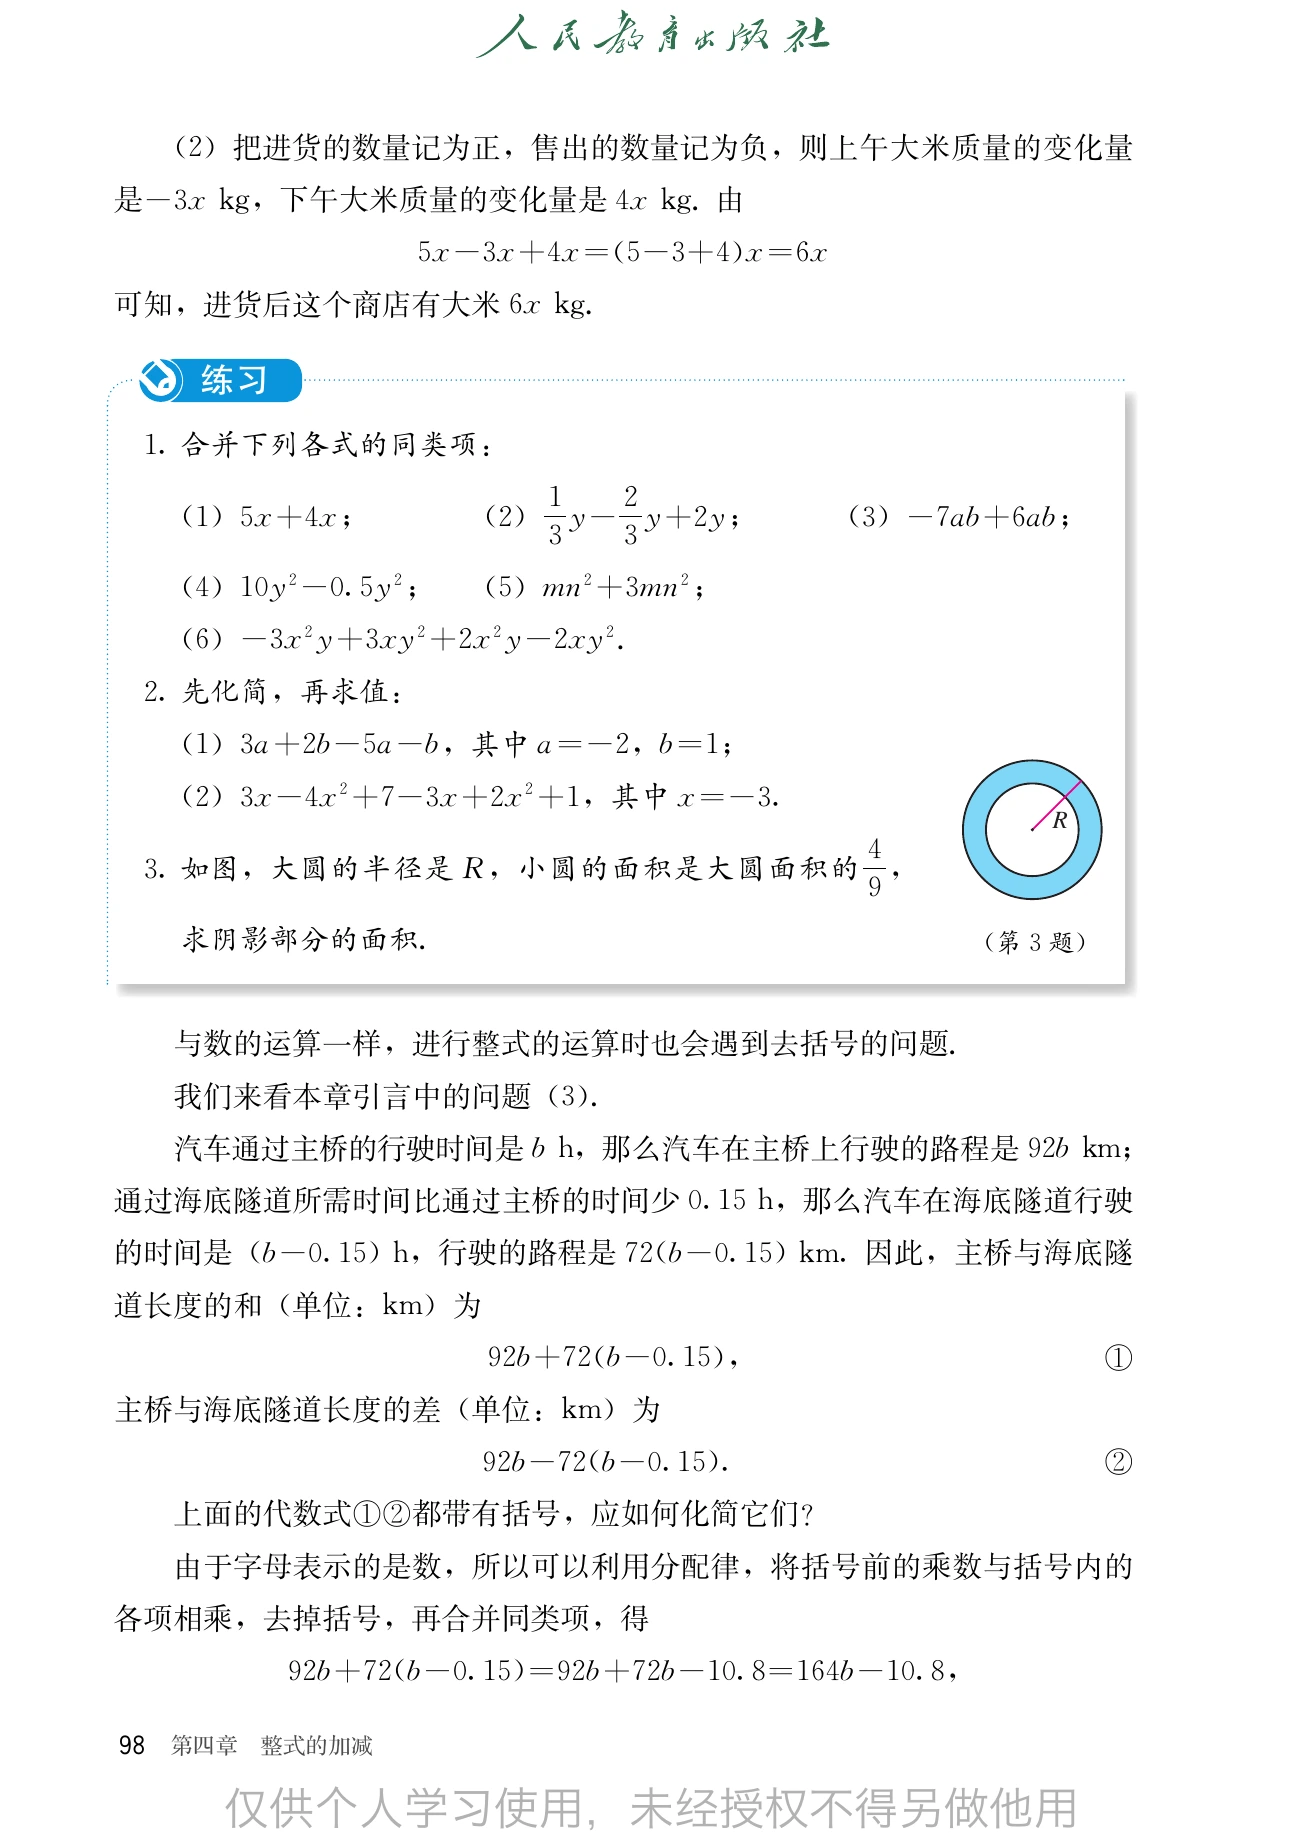 人民教育出版社
(2) 把进货的数量记为正，售出的数量记为负，则上午大米质量的变化量
是－3x kg，下午大米质量的变化量是 4x kg. 由
5x－3x＋4x＝(5－3＋4)x＝6x
可知，进货后这个商店有大米 6x kg.
练习
1. 合并下列各式的同类项：
(1) 5x＋4x； (2) 1/3 y－2/3 y＋2y； (3) －7ab＋6ab；
(4) 10y²－0.5y²； (5) mn²＋3mn²；
(6) －3x²y＋3xy²＋2x²y－2xy².
2. 先化简，再求值：
(1) 3a＋2b－5a－b，其中 a＝－2，b＝1；
(2) 3x－4x²＋7－3x＋2x²＋1，其中 x＝－3.
3. 如图，大圆的半径是 R，小圆的面积是大圆面积的 4/9，
求阴影部分的面积.
R
(第 3 题)
与数的运算一样，进行整式的运算时也会遇到去括号的问题.
我们来看本章引言中的问题 (3).
汽车通过主桥的行驶时间是 b h，那么汽车在主桥上行驶的路程是 92b km；
通过海底隧道所需时间比通过主桥的时间少 0.15 h，那么汽车在海底隧道行驶
的时间是 (b－0.15) h，行驶的路程是 72(b－0.15) km. 因此，主桥与海底隧
道长度的和（单位：km）为
92b＋72(b－0.15)， ①
主桥与海底隧道长度的差（单位：km）为
92b－72(b－0.15). ②
上面的代数式①②都带有括号，应如何化简它们？
由于字母表示的是数，所以可以利用分配律，将括号前的乘数与括号内的
各项相乘，去掉括号，再合并同类项，得
92b＋72(b－0.15)＝92b＋72b－10.8＝164b－10.8，
98 第四章 整式的加减
仅供个人学习使用，未经授权不得另做他用